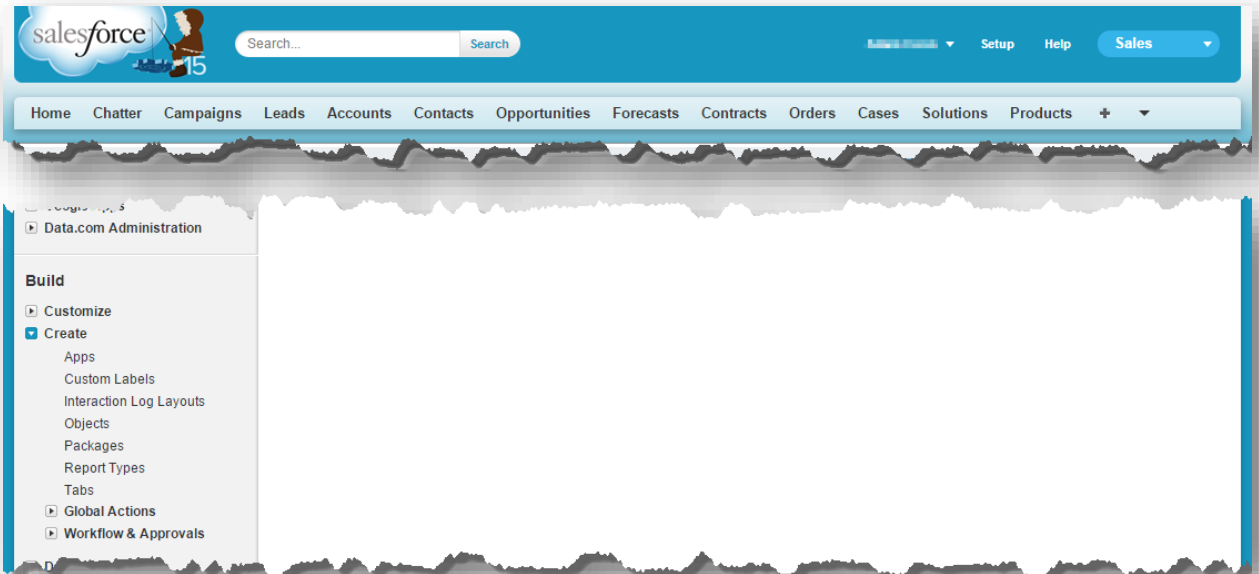 salesforce
15
Search...
Search
Setup Help Sales
Home Chatter Campaigns Leads Accounts Contacts Opportunities Forecasts Contracts Orders Cases Solutions Products +
Data.com Administration
Build
Customize
Create
Apps
Custom Labels
Interaction Log Layouts
Objects
Packages
Report Types
Tabs
Global Actions
Workflow & Approvals